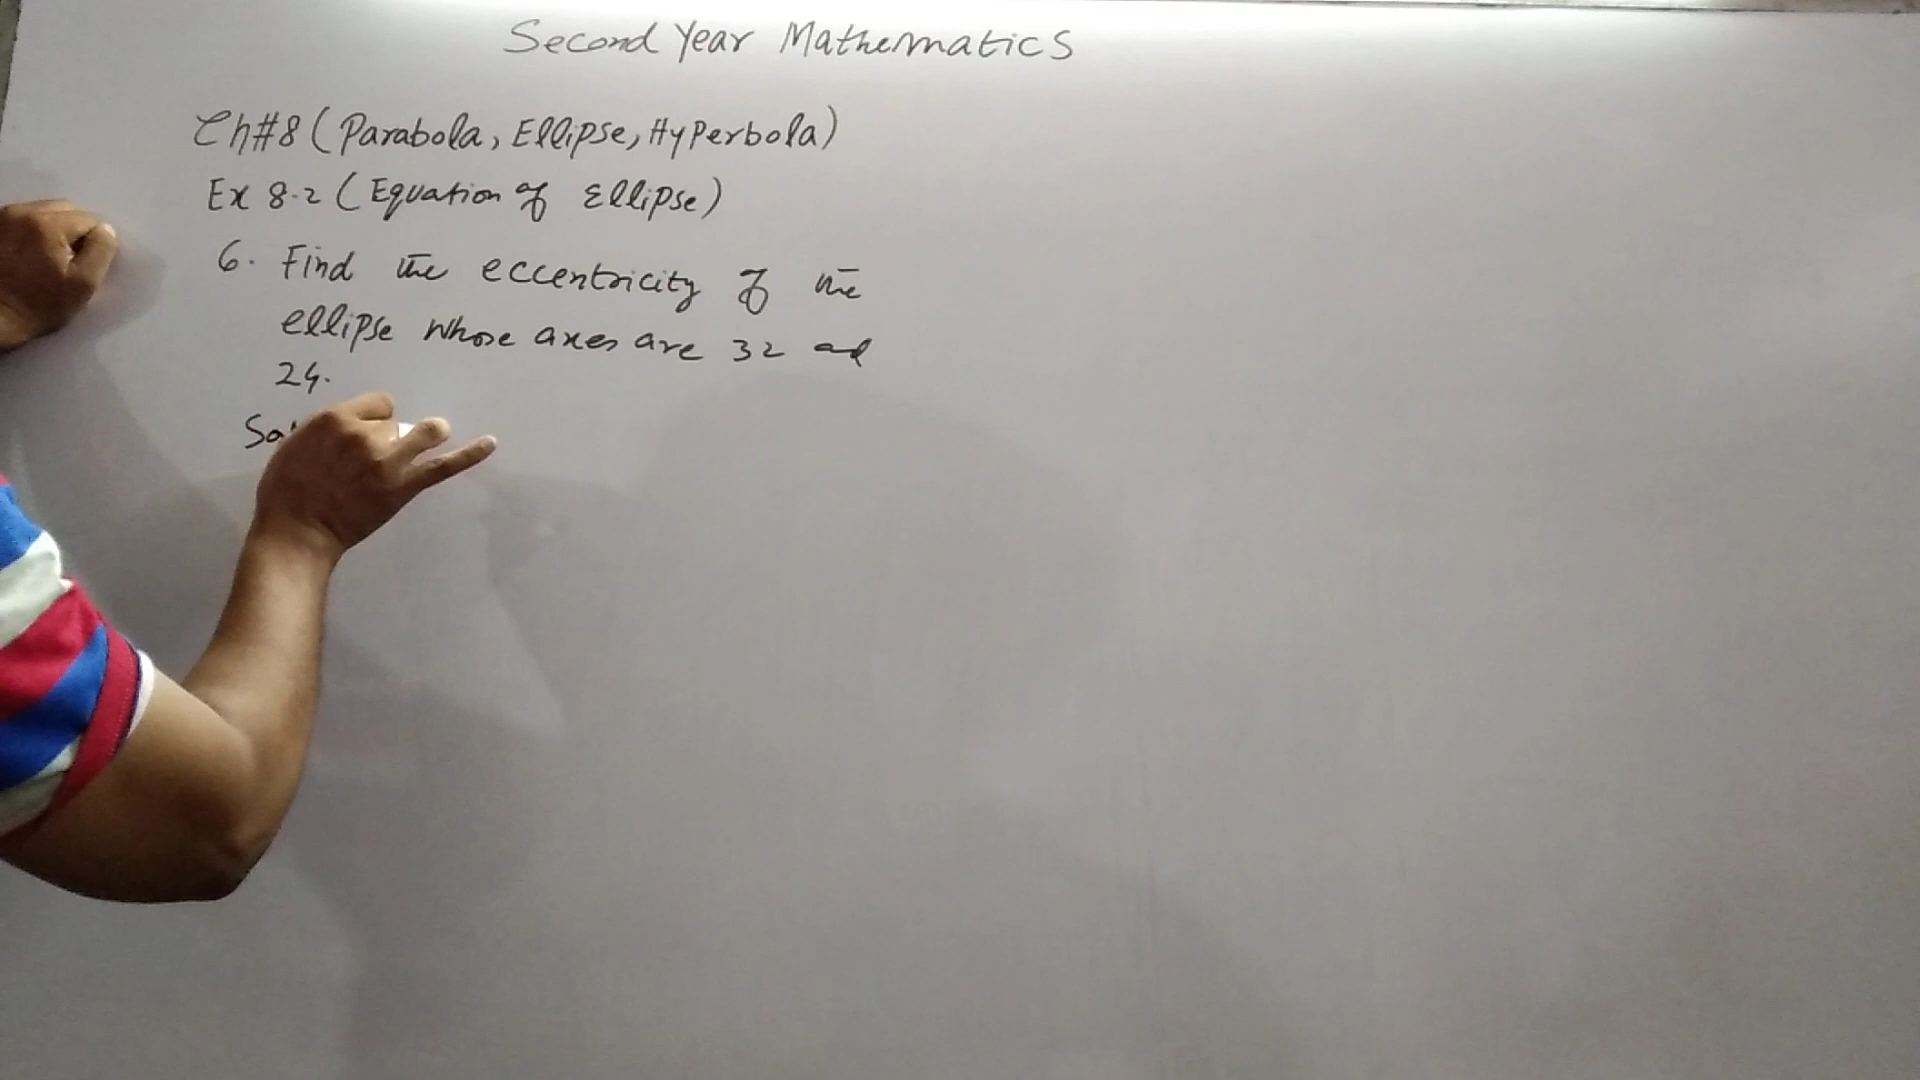 Second Year Mathematics
Ch#8 (Parabola, Ellipse, Hyperbola)
Ex 8.2 (Equation of Ellipse)
6. Find the eccentricity of the
ellipse whose axes are 32 and
24.